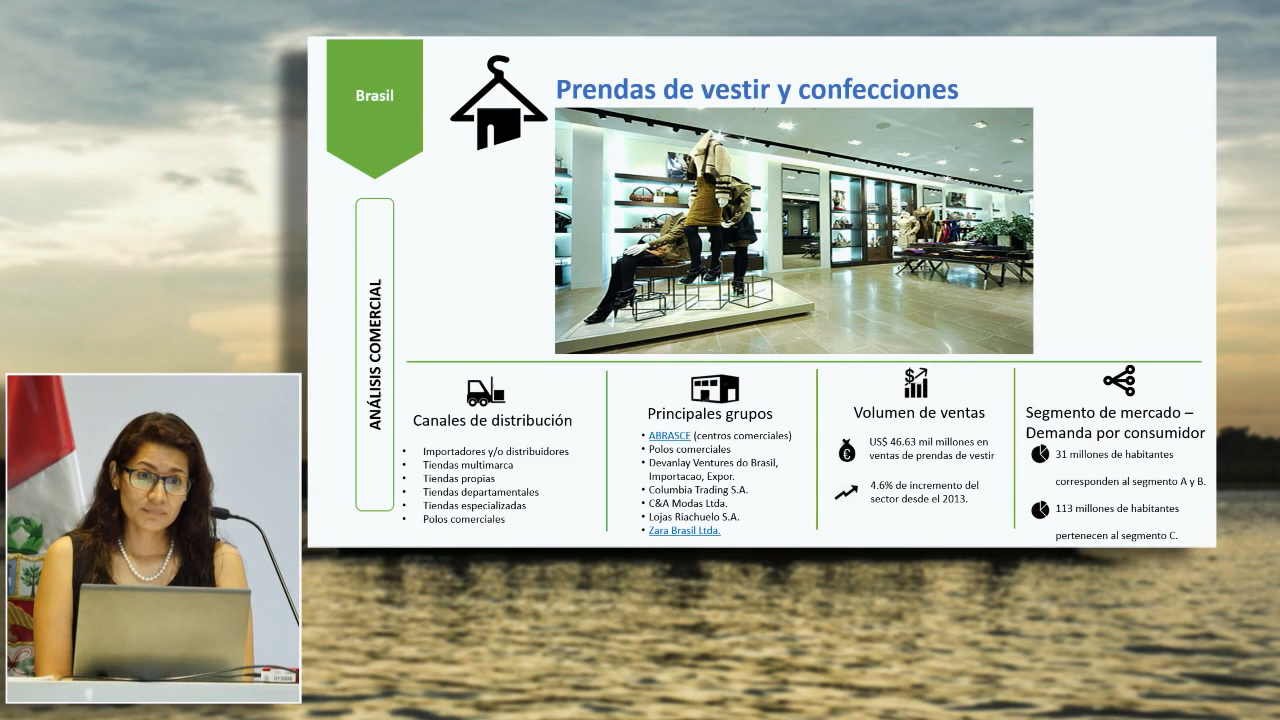 Brasil
Prendas de vestir y confecciones
ANÁLISIS COMERCIAL
Canales de distribución
• Importadores y/o distribuidores
• Tiendas multimarca
• Tiendas propias
• Tiendas departamentales
• Tiendas especializadas
• Polos comerciales
Principales grupos
• ABRASCE (centros comerciales)
• Polos comerciales
• Devanlay Ventures do Brasil,
Importacao, Expor.
• Columbia Trading S.A.
• C&A Modas Ltda.
• Lojas Riachuelo S.A.
• Zara Brasil Ltda.
Volumen de ventas
US$ 46.63 mil millones en
ventas de prendas de vestir
4.6% de incremento del
sector desde el 2013.
Segmento de mercado –
Demanda por consumidor
31 millones de habitantes
corresponden al segmento A y B.
113 millones de habitantes
pertenecen al segmento C.